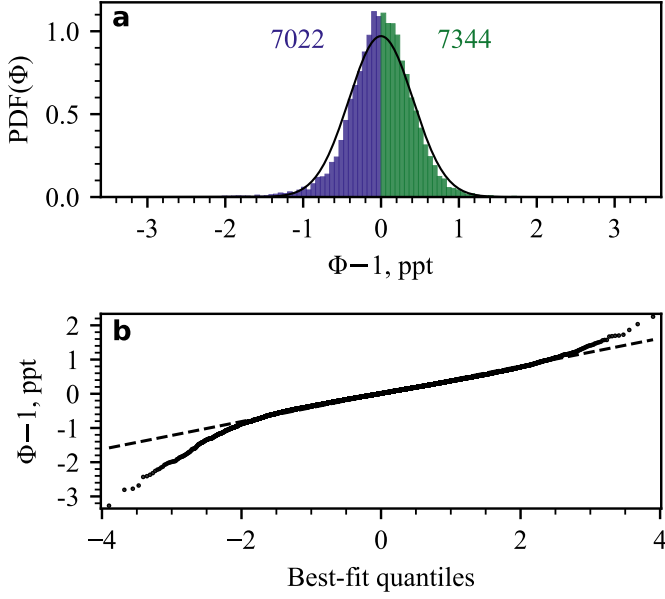 a
7022
7344
PDF(Φ)
1.0
0.5
0.0
-3 -2 -1 0 1 2 3
Φ−1, ppt
b
Φ−1, ppt
2
1
0
-1
-2
-3
−4 −2 0 2 4
Best-fit quantiles